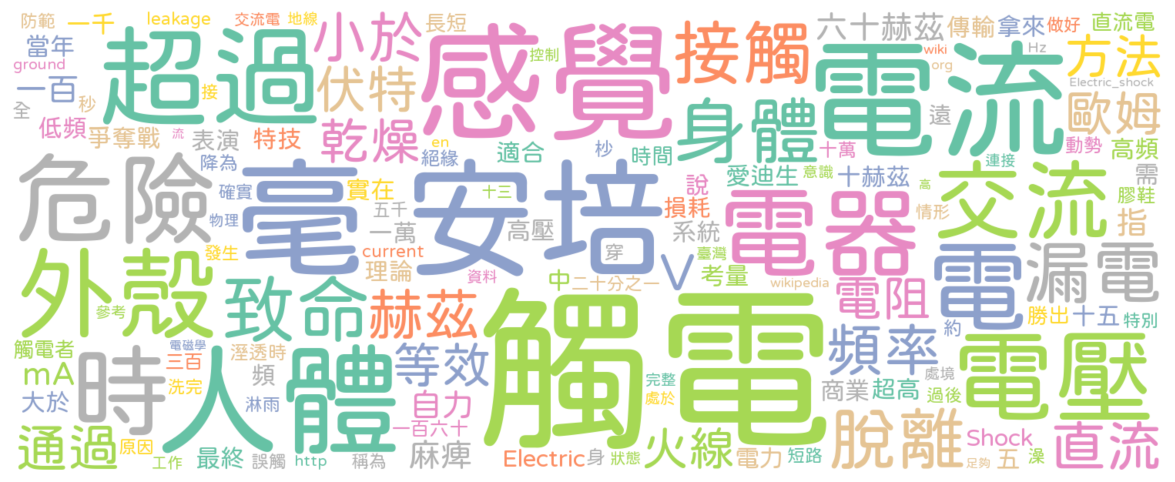 防範
一千
leakage
交流電
地線
長短
六十赫茲
傳輸
拿來
做好
直流電
當年
超過
小於
感覺
控制
接觸
電流
wiki
Hz
org
方法
Electric_shock
ground
一百
秒
接
伏特
歐姆
全
低頻
爭奪戰
表演
特技
流
乾燥
en
絕緣
適合
杪
時間
身體
十萬
遠
動勢
高頻
危險
降為
確實
物理
毫安培
實在
五千
一萬
十三
高壓
愛迪生
意識
說
損耗
系統
穿
十赫茲
連接
高
情形
交流
需
膠鞋
指
外殼
發生
參考
current
理論
資料
V
中
二十分之一
電器
臺灣
考量
wikipedia
電阻
電
漏電
勝出
十五
特別
約
致命
赫茲
觸電者
電磁學
溼透時
三百
頻
mA
洗完
大於
淋雨
時
人體
等效
自力
一百六十
觸電
完整
處於
頻率
商業
超高
處境
過後
電壓
通過
原因
工作
最終
誤觸
http
稱為
麻痺
Electric
身
狀態
火線
電力
短路
脫離
Shock
五
足夠
澡
直流